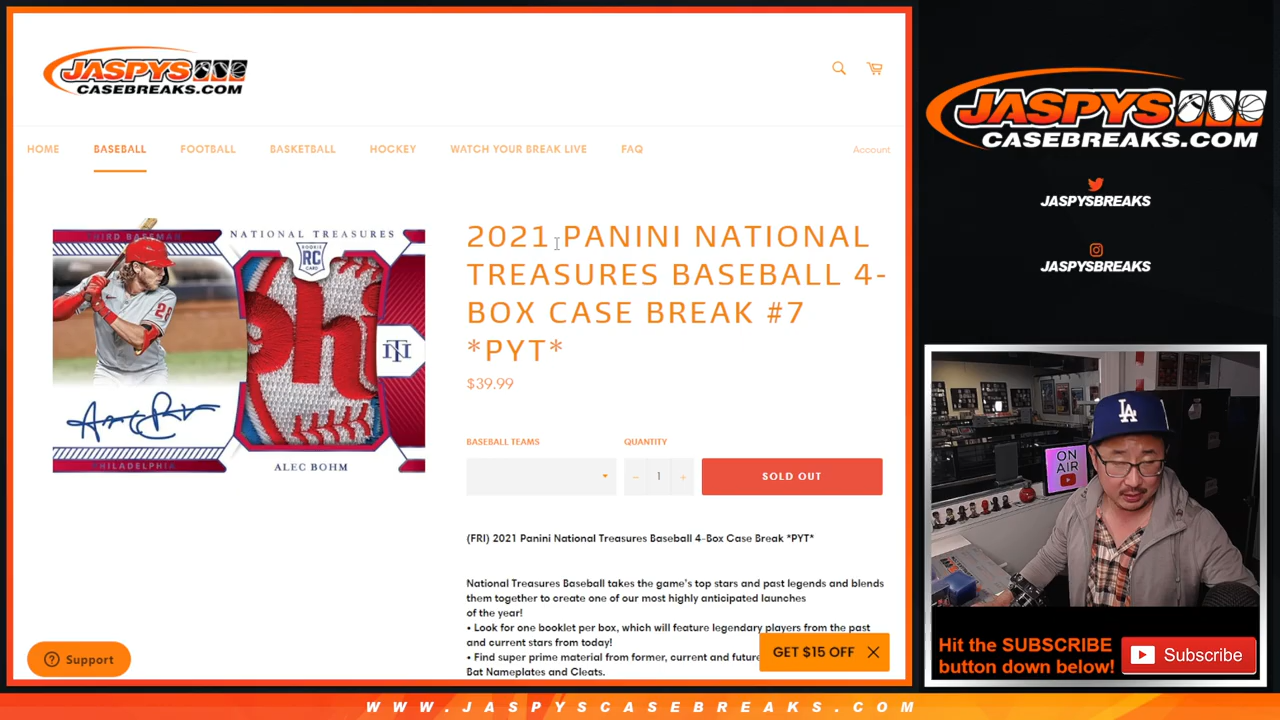 JASPYS
CASEBREAKS.COM
HOME
BASEBALL
FOOTBALL
BASKETBALL
HOCKEY
WATCH YOUR BREAK LIVE
FAQ
Account
THIRD BASEMAN
NATIONAL TREASURES
ROOKIE
RC
CARD
PHILADELPHIA
ALEC BOHM
2021 PANINI NATIONAL
TREASURES BASEBALL 4-
BOX CASE BREAK #7
*PYT*
$39.99
BASEBALL TEAMS
QUANTITY
− 1 +
SOLD OUT
(FRI) 2021 Panini National Treasures Baseball 4-Box Case Break *PYT*
National Treasures Baseball takes the game's top stars and past legends and blends
them together to create one of our most highly anticipated launches
of the year!
• Look for one booklet per box, which will feature legendary players from the past
and current stars from today!
• Find super prime material from former, current and future
Bat Nameplates and Cleats.
Support
GET $15 OFF
JASPYS
CASEBREAKS.COM
JASPYSBREAKS
JASPYSBREAKS
ON
AIR
LA
Hit the SUBSCRIBE
button down below!
Subscribe
WWW.JASPYSCASEBREAKS.COM